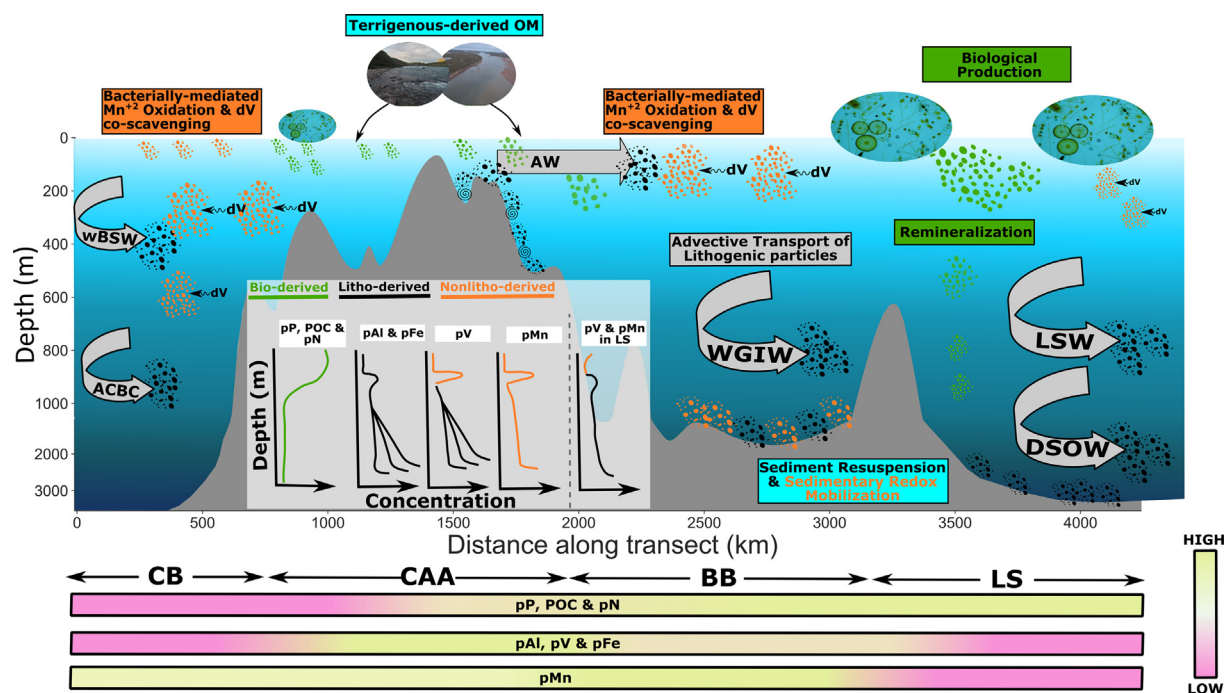 Terrigenous-derived OM
Biological
Production
Bacterially-mediated
Mn+2 Oxidation & dV
co-scavenging
Bacterially-mediated
Mn+2 Oxidation & dV
co-scavenging
Depth (m)
0
200
400
600
800
1000
2000
3000
AW
dV
dV
dV
dV
dV
dV
dV
wBSW
ACBC
Advective Transport of
Lithogenic particles
Remineralization
WGIW
LSW
DSOW
Bio-derived
Litho-derived
Nonlitho-derived
pP, POC &
pN
pAl & pFe
pV
pMn
pV & pMn
in LS
Depth (m)
Concentration
Sediment Resuspension
& Sedimentary Redox
Mobilization
0
500
1000
1500
2000
2500
3000
3500
4000
Distance along transect (km)
CB
CAA
BB
LS
pP, POC & pN
pAl, pV & pFe
pMn
HIGH
LOW